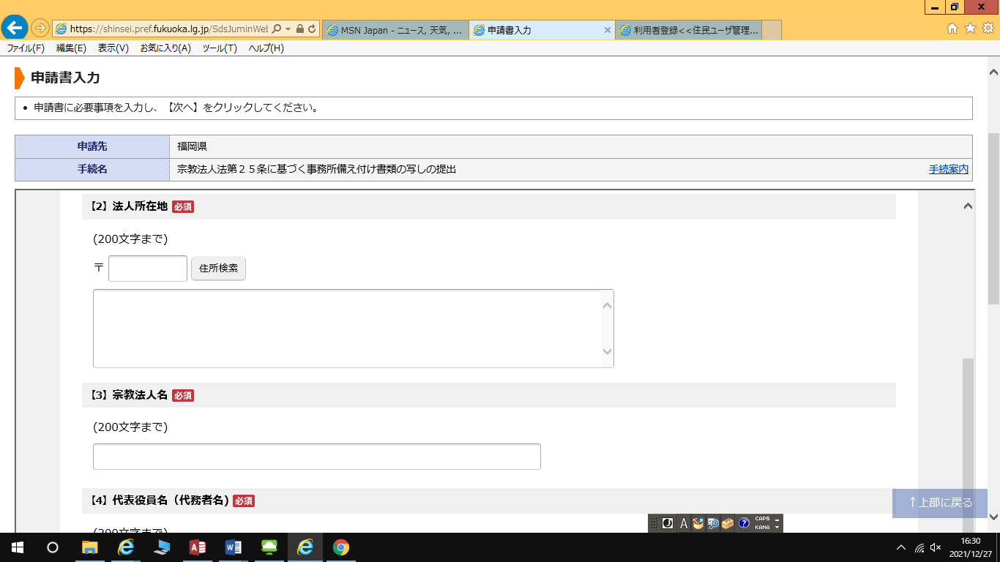 https://shinsei.pref.fukuoka.lg.jp/SdsJuminWel
MSN Japan - ニュース, 天気, ...
申請書入力
利用者登録<<住民ユーザ管理...
ファイル(F) 編集(E) 表示(V) お気に入り(A) ツール(T) ヘルプ(H)
申請書入力
• 申請書に必要事項を入力し、【次へ】をクリックしてください。
申請先 福岡県
手続名 宗教法人法第２５条に基づく事務所備え付け書類の写しの提出 手続案内
【2】法人所在地 必須
(200文字まで)
〒 住所検索
【3】宗教法人名 必須
(200文字まで)
【4】代表役員名（代務者名) 必須
(200文字まで)
↑上部に戻る
A CAPS
KANA
16:30
2021/12/27